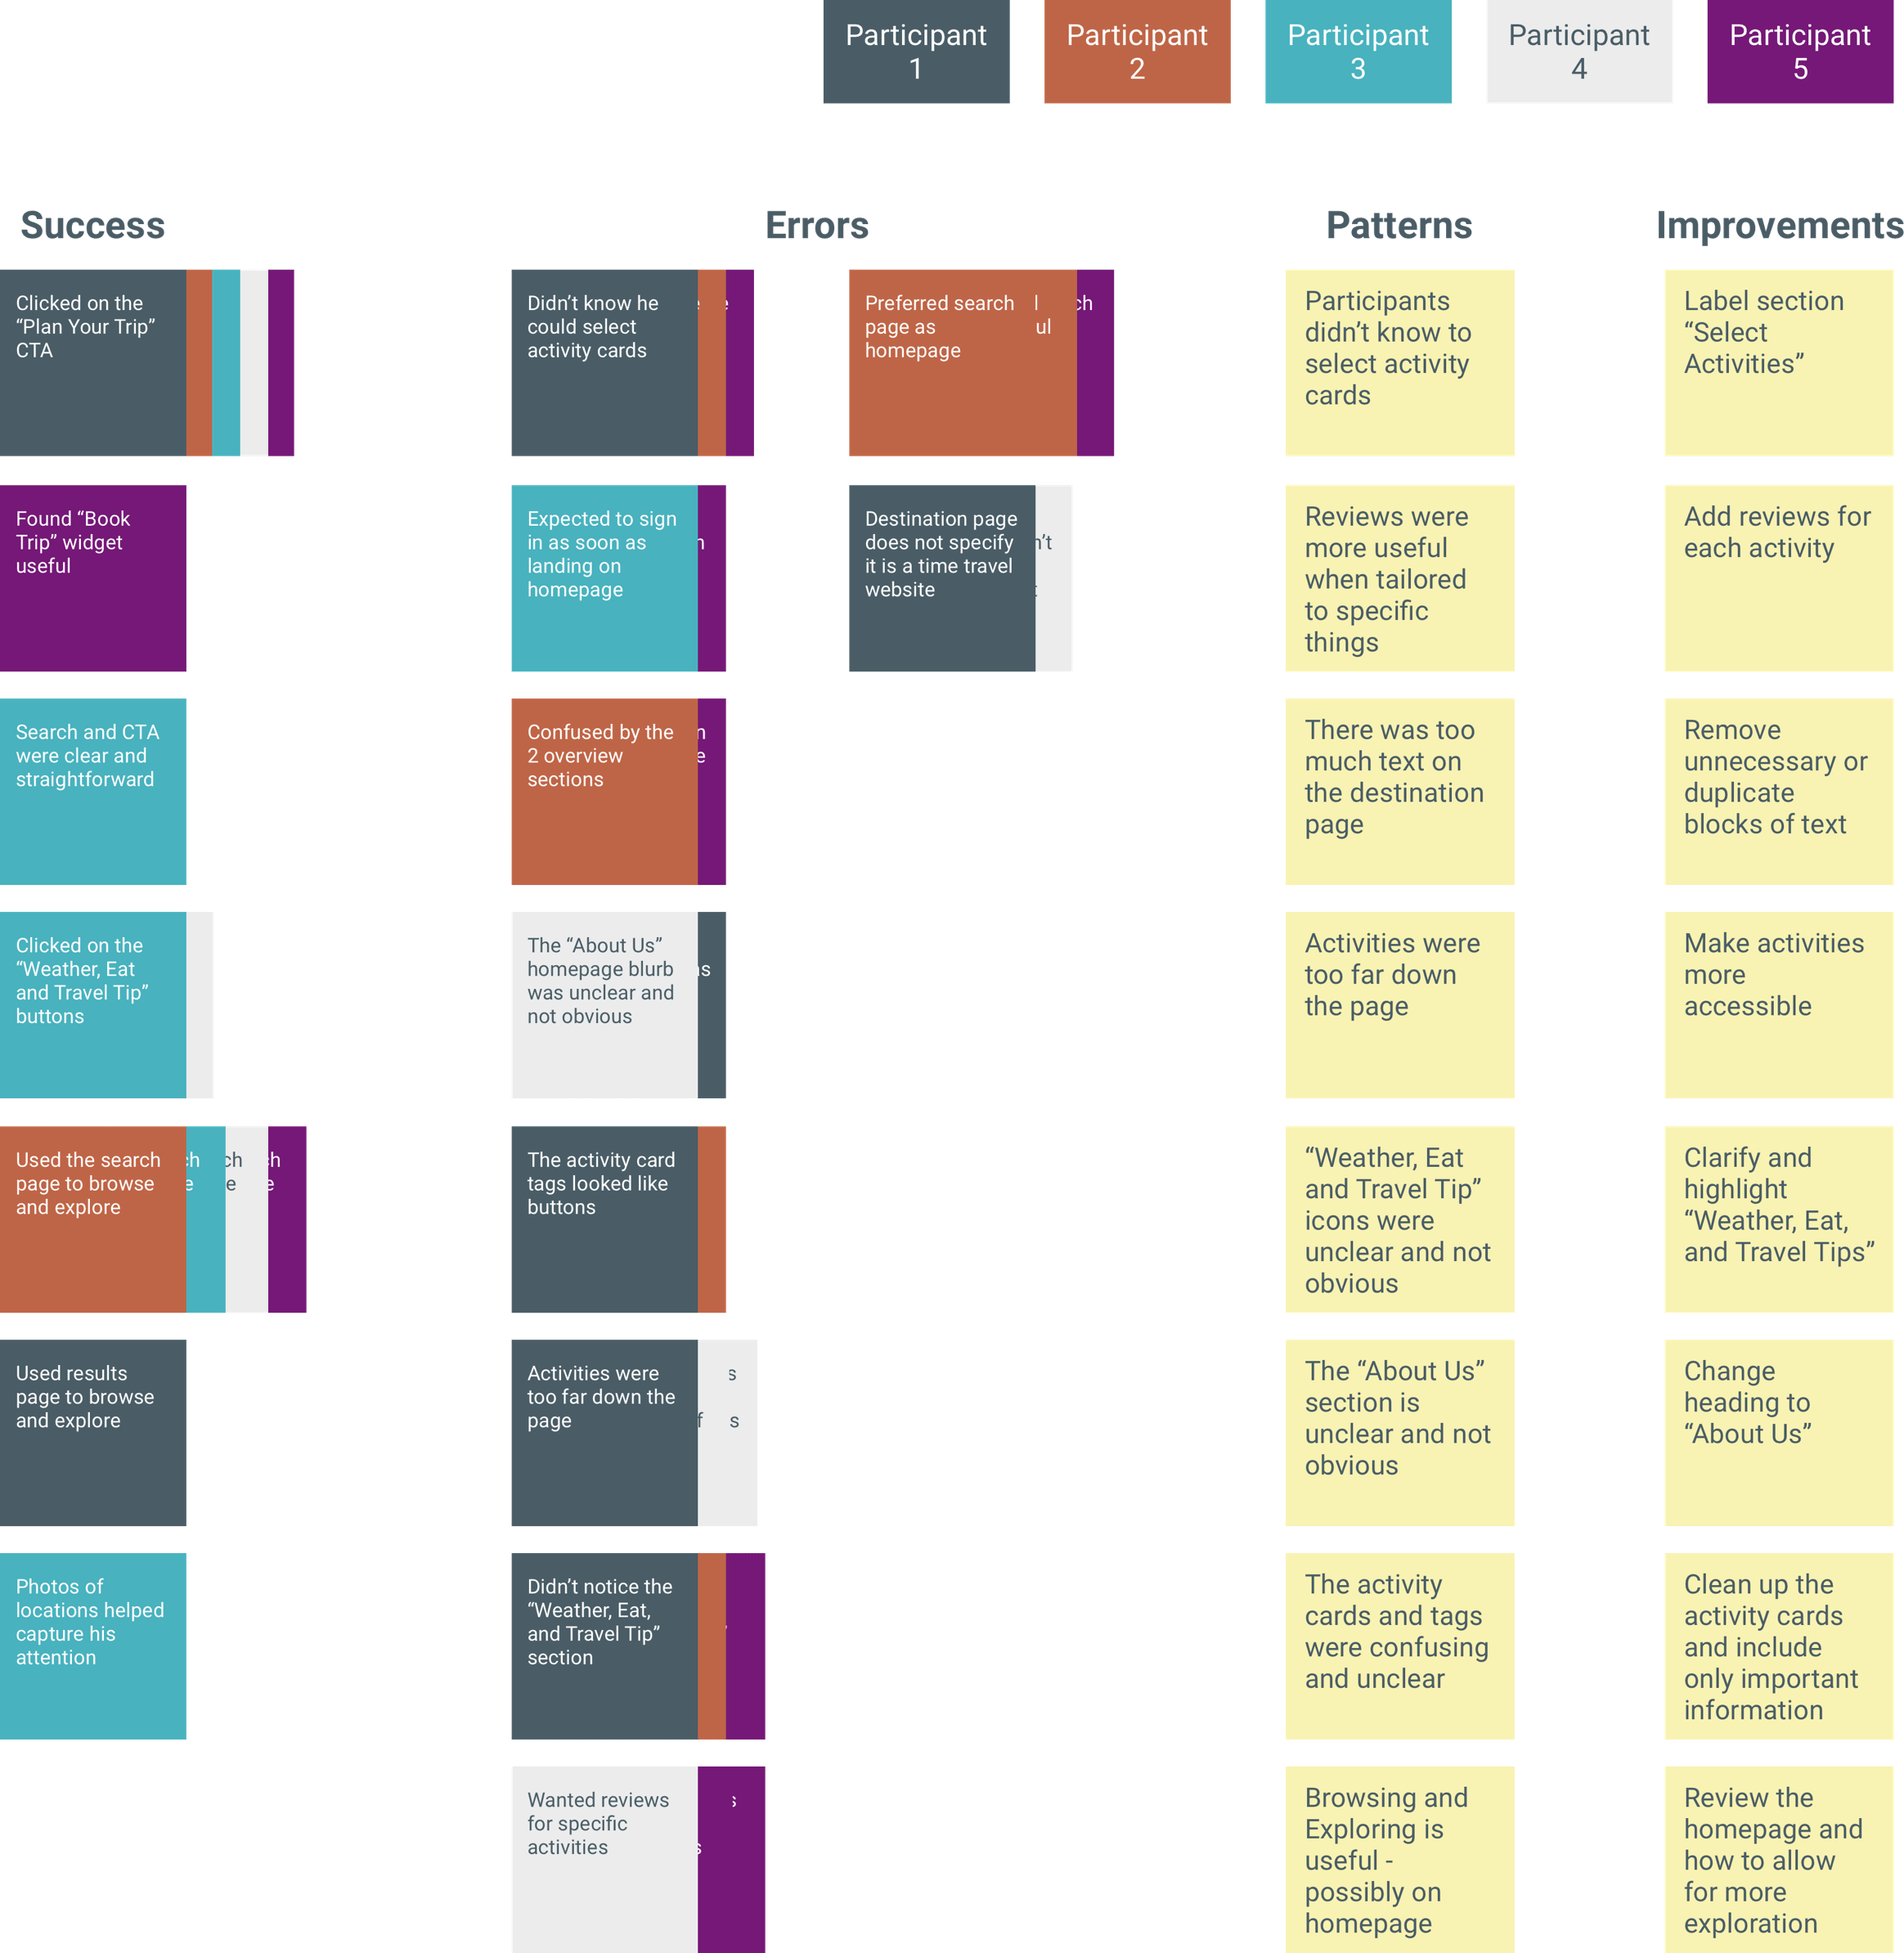 Participant
1
Participant
2
Participant
3
Participant
4
Participant
5
Success
Errors
Patterns
Improvements
Clicked on the
“Plan Your Trip”
CTA
Found “Book
Trip” widget
useful
Search and CTA
were clear and
straightforward
Clicked on the
“Weather, Eat
and Travel Tip”
buttons
Used the search
page to browse
and explore
Used results
page to browse
and explore
Photos of
locations helped
capture his
attention
Didn’t know he
could select
activity cards
Expected to sign
in as soon as
landing on
homepage
Confused by the
2 overview
sections
The “About Us”
homepage blurb
was unclear and
not obvious
The activity card
tags looked like
buttons
Activities were
too far down the
page
Didn’t notice the
“Weather, Eat,
and Travel Tip”
section
Wanted reviews
for specific
activities
Preferred search
page as
homepage
Destination page
does not specify
it is a time travel
website
Participants
didn’t know to
select activity
cards
Reviews were
more useful
when tailored
to specific
things
There was too
much text on
the destination
page
Activities were
too far down
the page
“Weather, Eat
and Travel Tip”
icons were
unclear and not
obvious
The “About Us”
section is
unclear and not
obvious
The activity
cards and tags
were confusing
and unclear
Browsing and
Exploring is
useful -
possibly on
homepage
Label section
“Select
Activities”
Add reviews for
each activity
Remove
unnecessary or
duplicate
blocks of text
Make activities
more
accessible
Clarify and
highlight
“Weather, Eat,
and Travel Tips”
Change
heading to
“About Us”
Clean up the
activity cards
and include
only important
information
Review the
homepage and
how to allow
for more
exploration